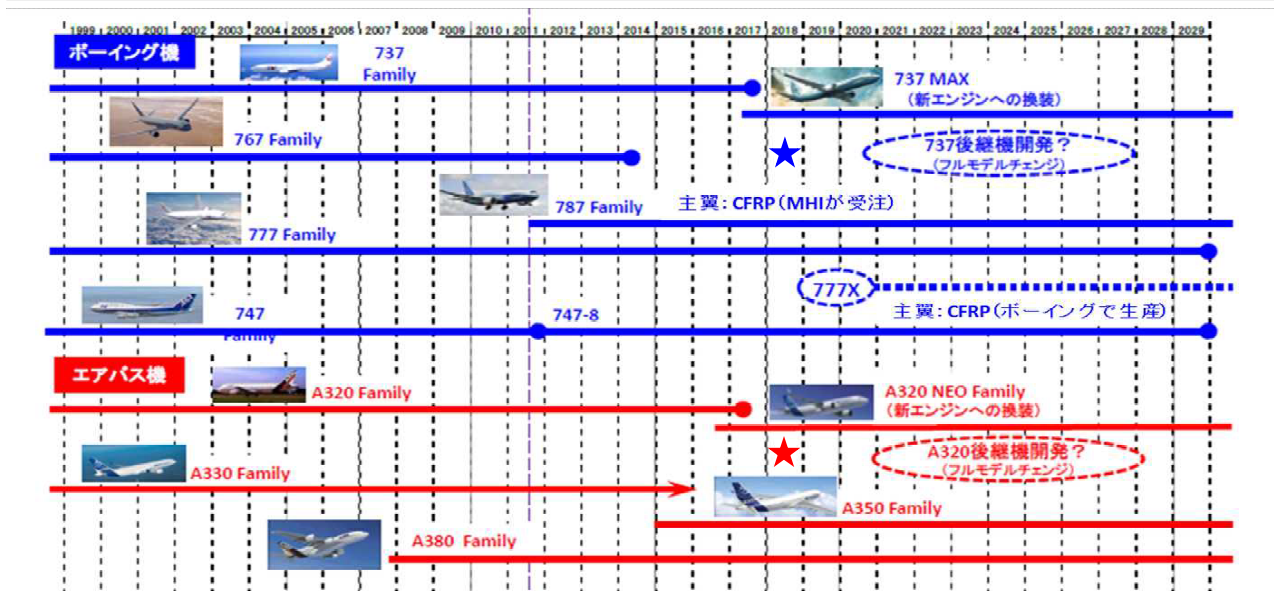 1999 2000 2001 2002 2003 2004 2005 2006 2007 2008 2009 2010 2011 2012 2013 2014 2015 2016 2017 2018 2019 2020 2021 2022 2023 2024 2025 2026 2027 2028 2029
ボーイング機
737
Family
737 MAX
(新エンジンへの換装)
767 Family
737後継機開発?
(フルモデルチェンジ)
787 Family
主翼:CFRP(MHIが受注)
777 Family
777X
主翼:CFRP(ボーイングで生産)
747
Family
747-8
エアバス機
A320 Family
A320 NEO Family
(新エンジンへの換装)
A330 Family
A320後継機開発?
(フルモデルチェンジ)
A350 Family
A380 Family